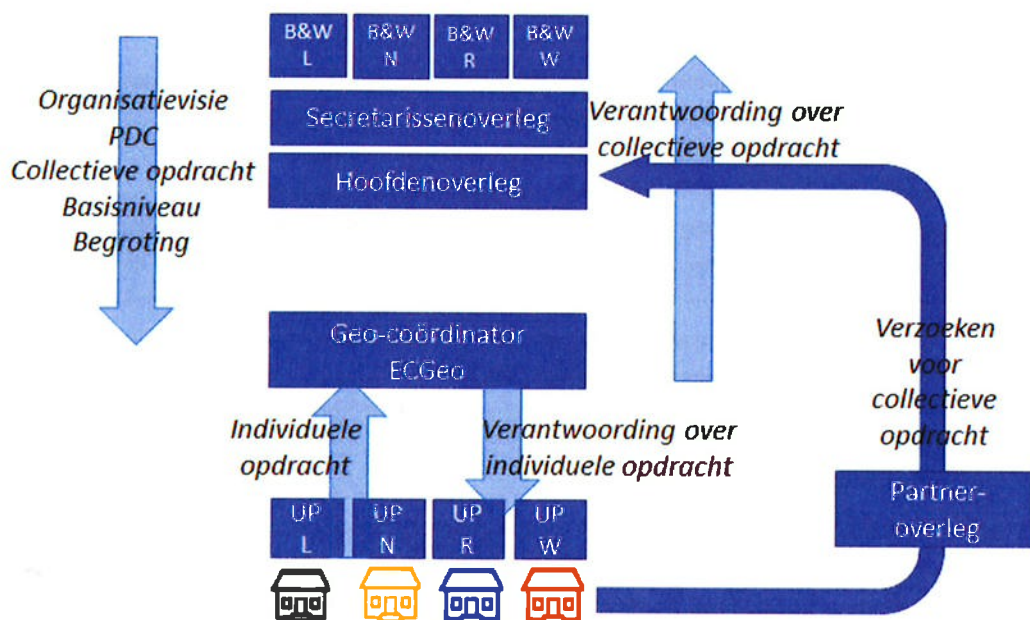 B&W
L
B&W
N
B&W
R
B&W
W
Secretarissenoverleg
Hoofdenoverleg
Organisatievisie
PDC
Collectieve opdracht
Basisniveau
Begroting
Verantwoording over
collectieve opdracht
Geo-coördinator
ECGeo
Verzoeken
voor
collectieve
opdracht
Individuele
opdracht
Verantwoording over
individuele opdracht
UP
L
UP
N
UP
R
UP
W
Partner-
overleg